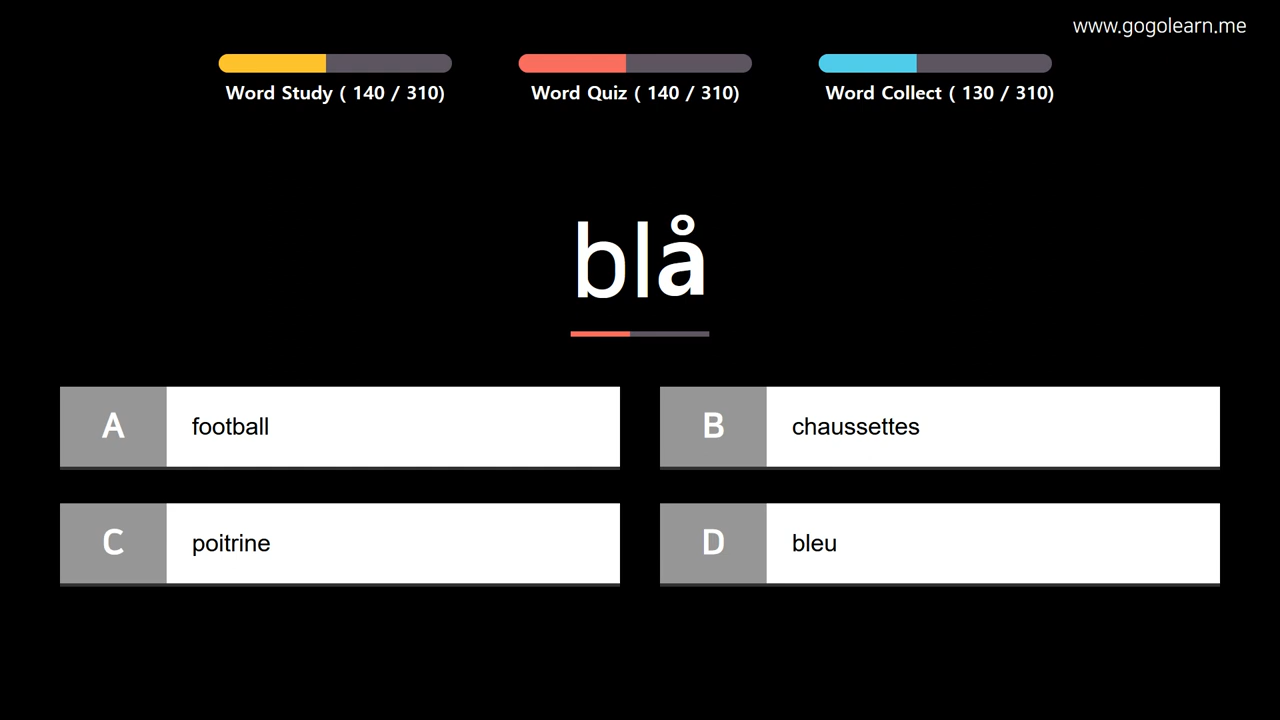 www.gogolearn.me
Word Study ( 140 / 310)
Word Quiz ( 140 / 310)
Word Collect ( 130 / 310)
blå
A football
B chaussettes
C poitrine
D bleu